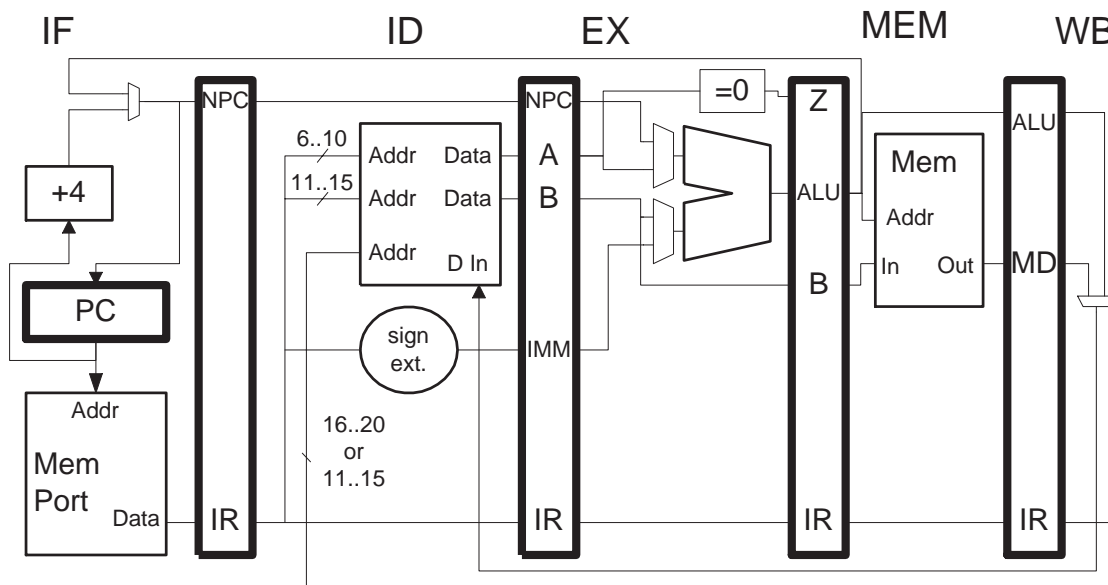 IF
ID
EX
MEM
WB
NPC
NPC
=0
Z
ALU
6..10
Addr
Data
A
Mem
+4
11..15
Addr
Data
B
ALU
Addr
Addr
D In
In
Out
MD
PC
B
sign
ext.
IMM
Addr
Mem
Port
Data
16..20
or
11..15
IR
IR
IR
IR